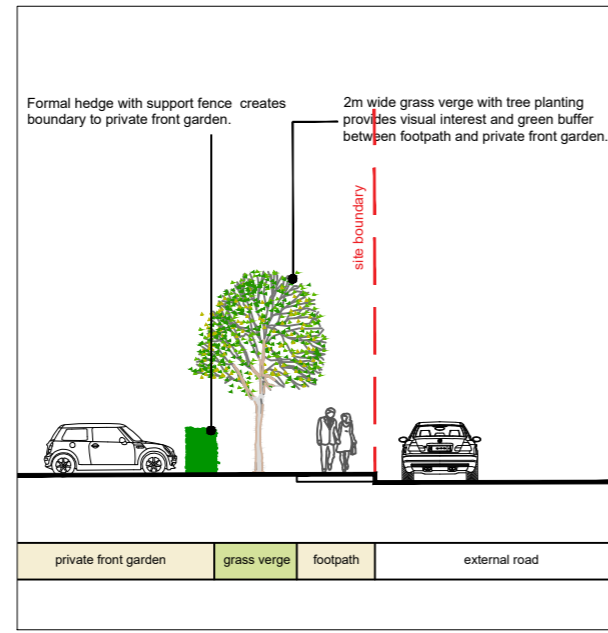 Formal hedge with support fence creates
boundary to private front garden.
2m wide grass verge with tree planting
provides visual interest and green buffer
between footpath and private front garden.
site boundary
private front garden
grass verge
footpath
external road